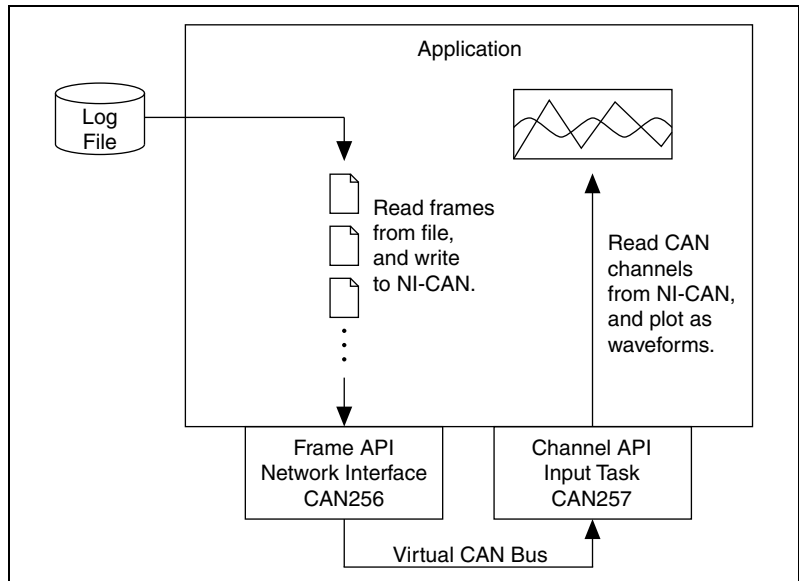 Application
Log
File
Read frames
from file,
and write
to NI-CAN.
Read CAN
channels
from NI-CAN,
and plot as
waveforms.
Frame API
Network Interface
CAN256
Channel API
Input Task
CAN257
Virtual CAN Bus